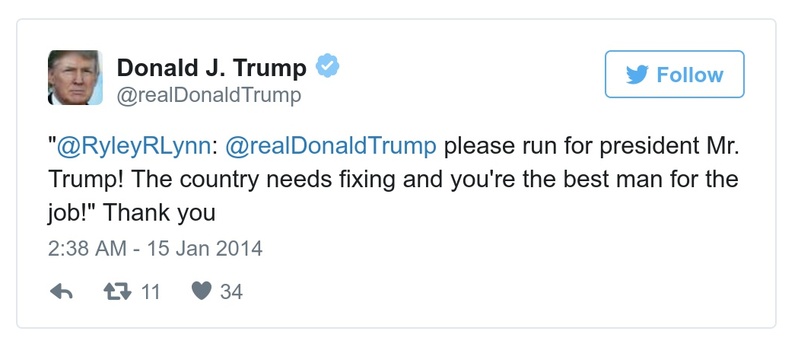 Donald J. Trump
@realDonaldTrump
Follow
"@RyleyRLynn: @realDonaldTrump please run for president Mr.
Trump! The country needs fixing and you're the best man for the
job!" Thank you
2:38 AM - 15 Jan 2014
11 34